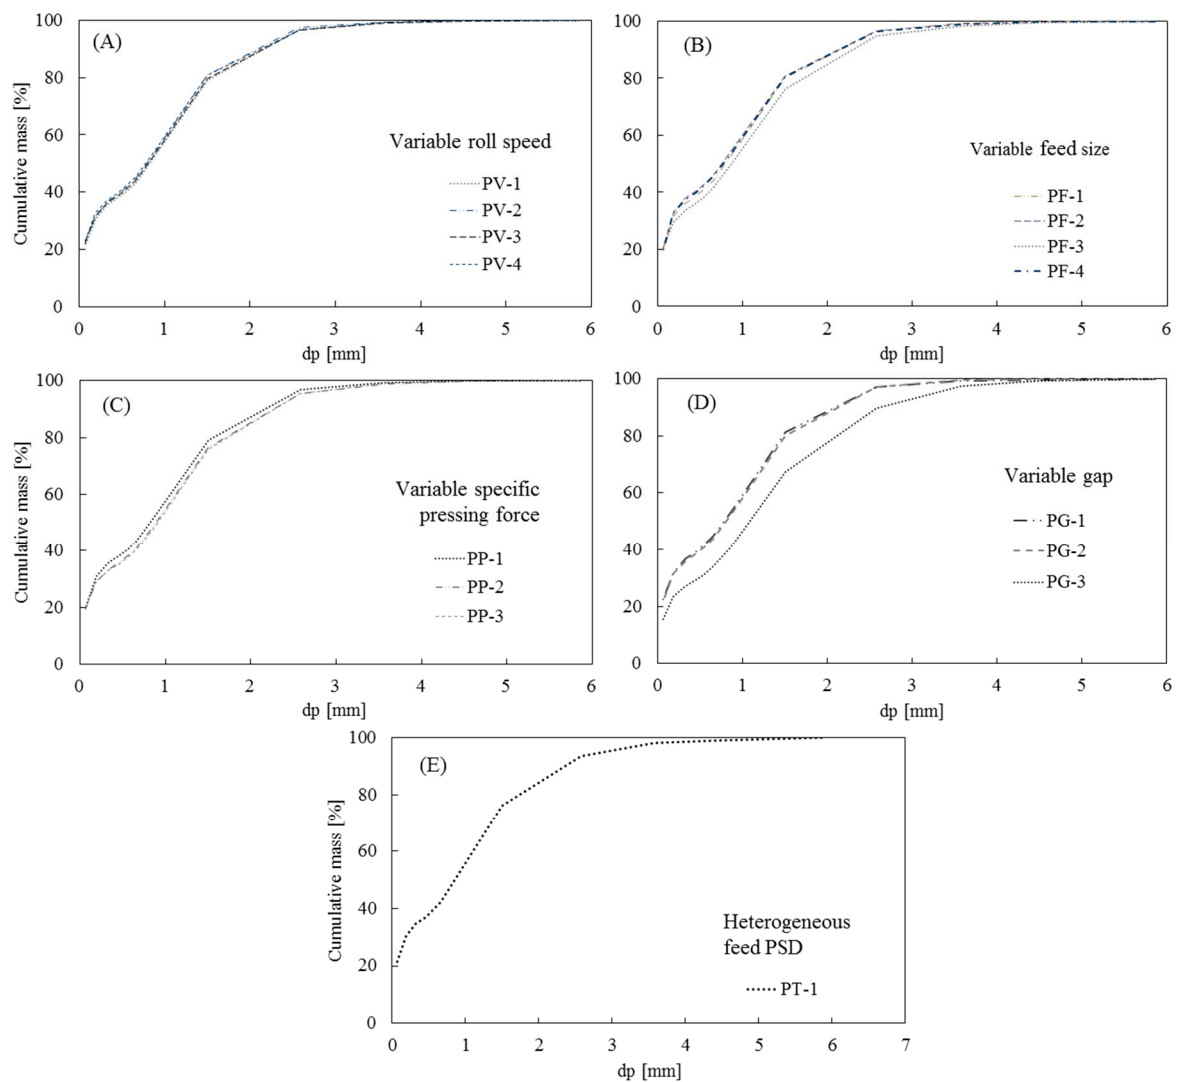 (A)
Cumulative mass [%]
100
80
60
40
20
0
Variable roll speed
PV-1
PV-2
PV-3
PV-4
0 1 2 3 4 5 6
dp [mm]
(B)
100
80
60
40
20
0
Variable feed size
PF-1
PF-2
PF-3
PF-4
0 1 2 3 4 5 6
dp [mm]
(C)
Cumulative mass [%]
100
80
60
40
20
0
Variable specific
pressing force
PP-1
PP-2
PP-3
0 1 2 3 4 5 6
dp [mm]
(D)
100
80
60
40
20
0
Variable gap
PG-1
PG-2
PG-3
0 1 2 3 4 5 6
dp [mm]
(E)
Cumulative mass [%]
100
80
60
40
20
0
Heterogeneous
feed PSD
PT-1
0 1 2 3 4 5 6 7
dp [mm]